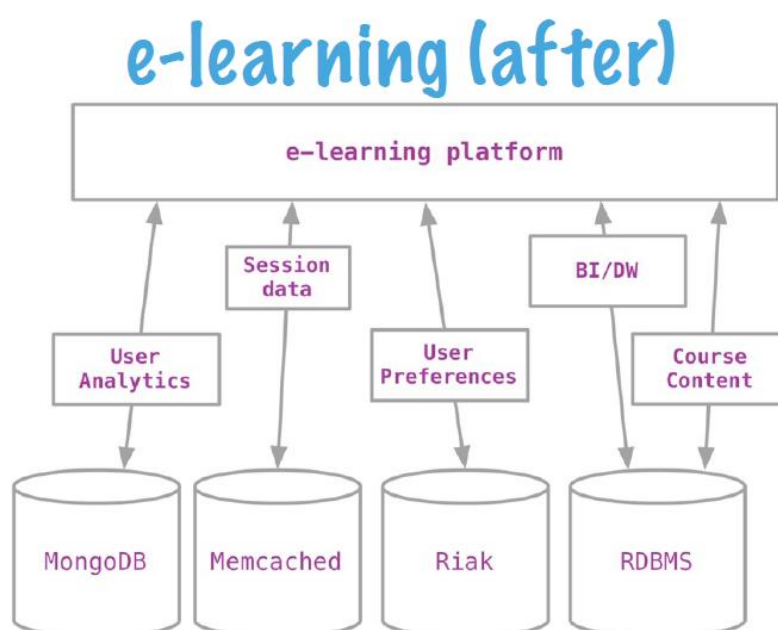 e-learning (after)
e-learning platform
Session
data
BI/DW
User
Analytics
User
Preferences
Course
Content
MongoDB
Memcached
Riak
RDBMS